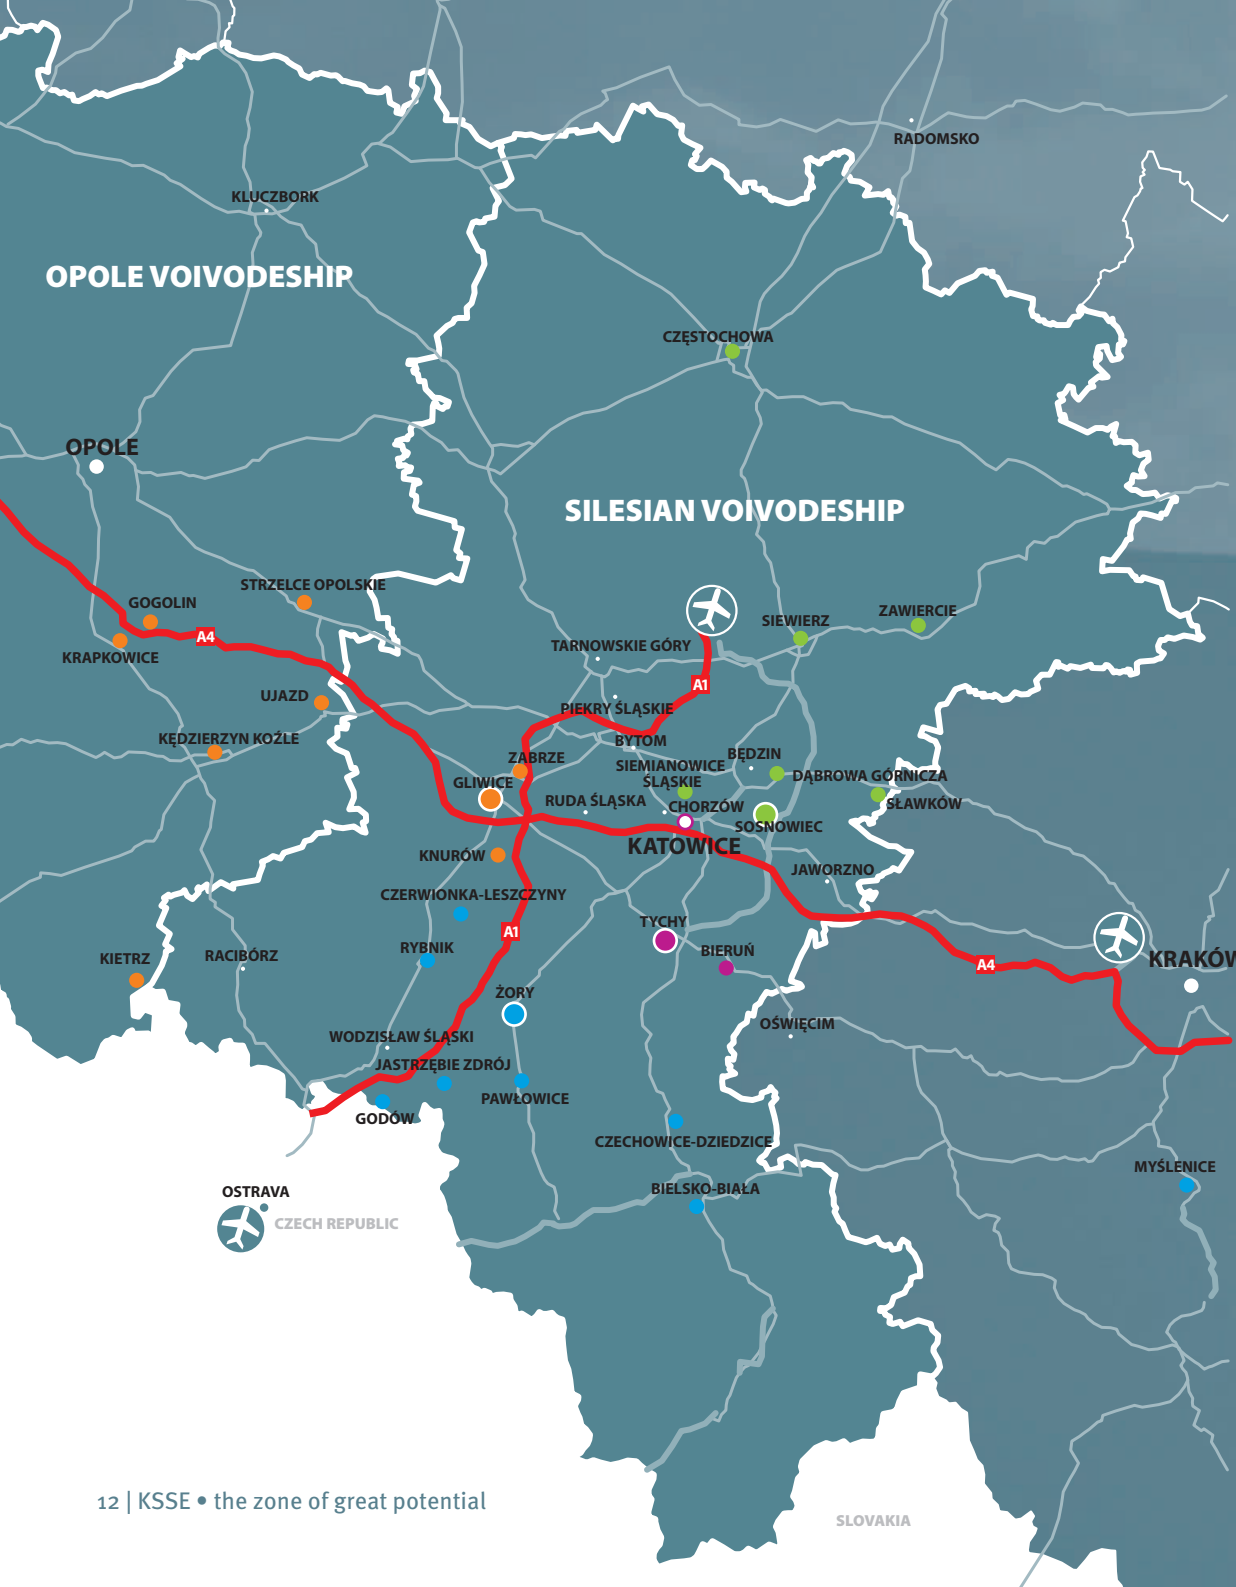 RADOMSKO
KLUCZBORK
OPOLE VOIVODESHIP
CZĘSTOCHOWA
OPOLE
SILESIAN VOIVODESHIP
STRZELCE OPOLSKIE
GOGOLIN
A4
KRAPKOWICE
SIEWIERZ
ZAWIERCIE
TARNOWSKIE GÓRY
A1
UJAZD
PIEKRY ŚLĄSKIE
KĘDZIERZYN KOŹLE
BYTOM
ZABRZE
SIEMIANOWICE
ŚLĄSKIE
BĘDZIN
DĄBROWA GÓRNICZA
GLIWICE
RUDA ŚLĄSKA
CHORZÓW
SŁAWKÓW
SOSNOWIEC
KATOWICE
KNURÓW
JAWORZNO
CZERWIONKA-LESZCZYNY
TYCHY
A1
RYBNIK
BIERUŃ
KIETRZ
RACIBÓRZ
A4
KRAKÓW
ŻORY
OŚWIĘCIM
WODZISŁAW ŚLĄSKI
JASTRZĘBIE ZDRÓJ
PAWŁOWICE
GODÓW
CZECHOWICE-DZIEDZICE
MYŚLENICE
BIELSKO-BIAŁA
OSTRAVA
CZECH REPUBLIC
12 | KSSE • the zone of great potential
SLOVAKIA